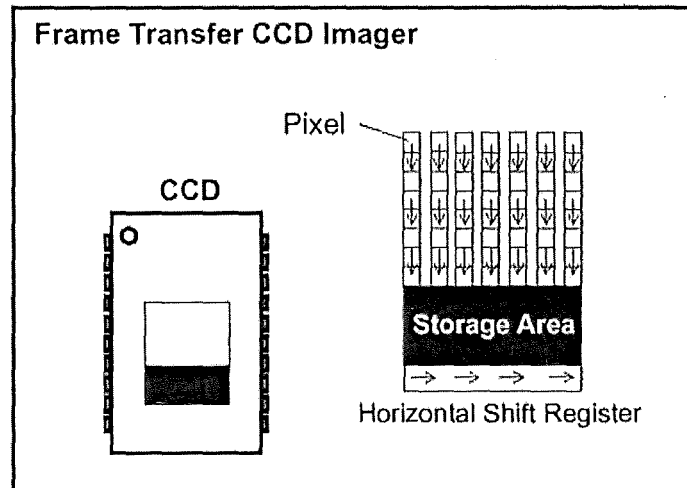 Frame Transfer CCD Imager
Pixel
CCD
Storage Area
Horizontal Shift Register